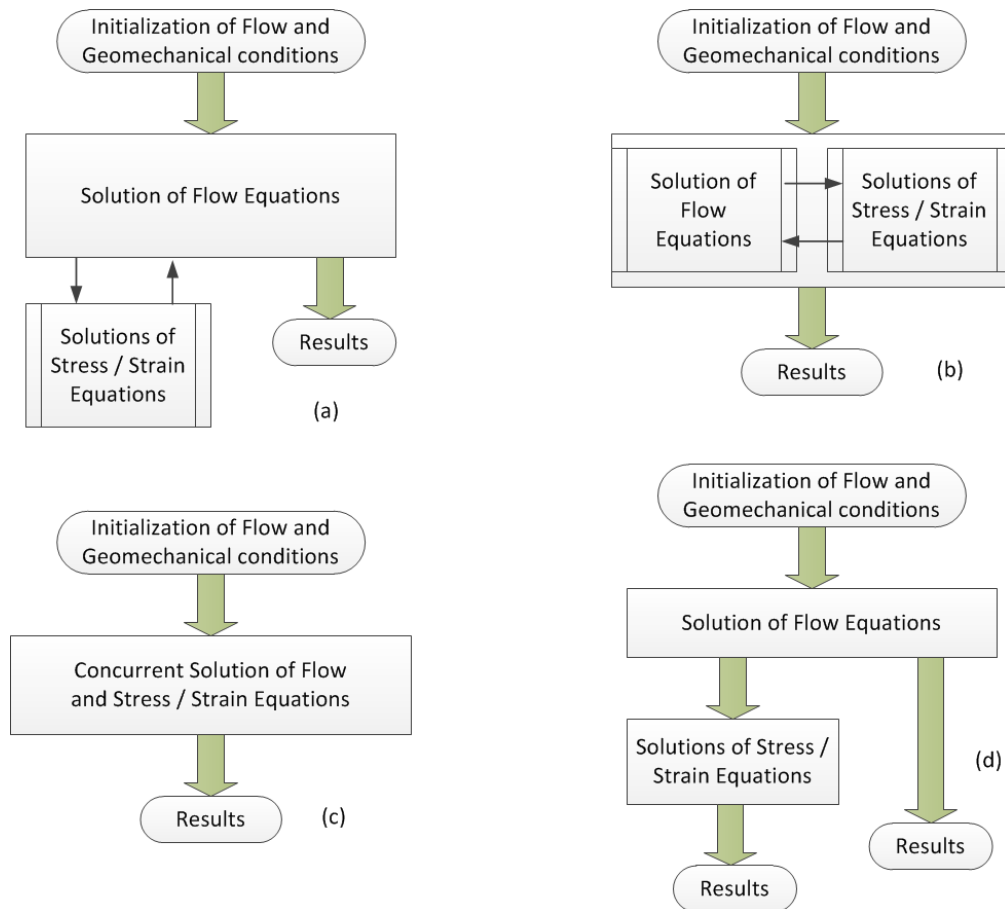 Initialization of Flow and
Geomechanical conditions
Solution of Flow Equations
Solutions of
Stress / Strain
Equations
Results
(a)
Initialization of Flow and
Geomechanical conditions
Solution of
Flow
Equations
Solutions of
Stress / Strain
Equations
Results
(b)
Initialization of Flow and
Geomechanical conditions
Concurrent Solution of Flow
and Stress / Strain Equations
Results
(c)
Initialization of Flow and
Geomechanical conditions
Solution of Flow Equations
Solutions of Stress /
Strain Equations
(d)
Results
Results